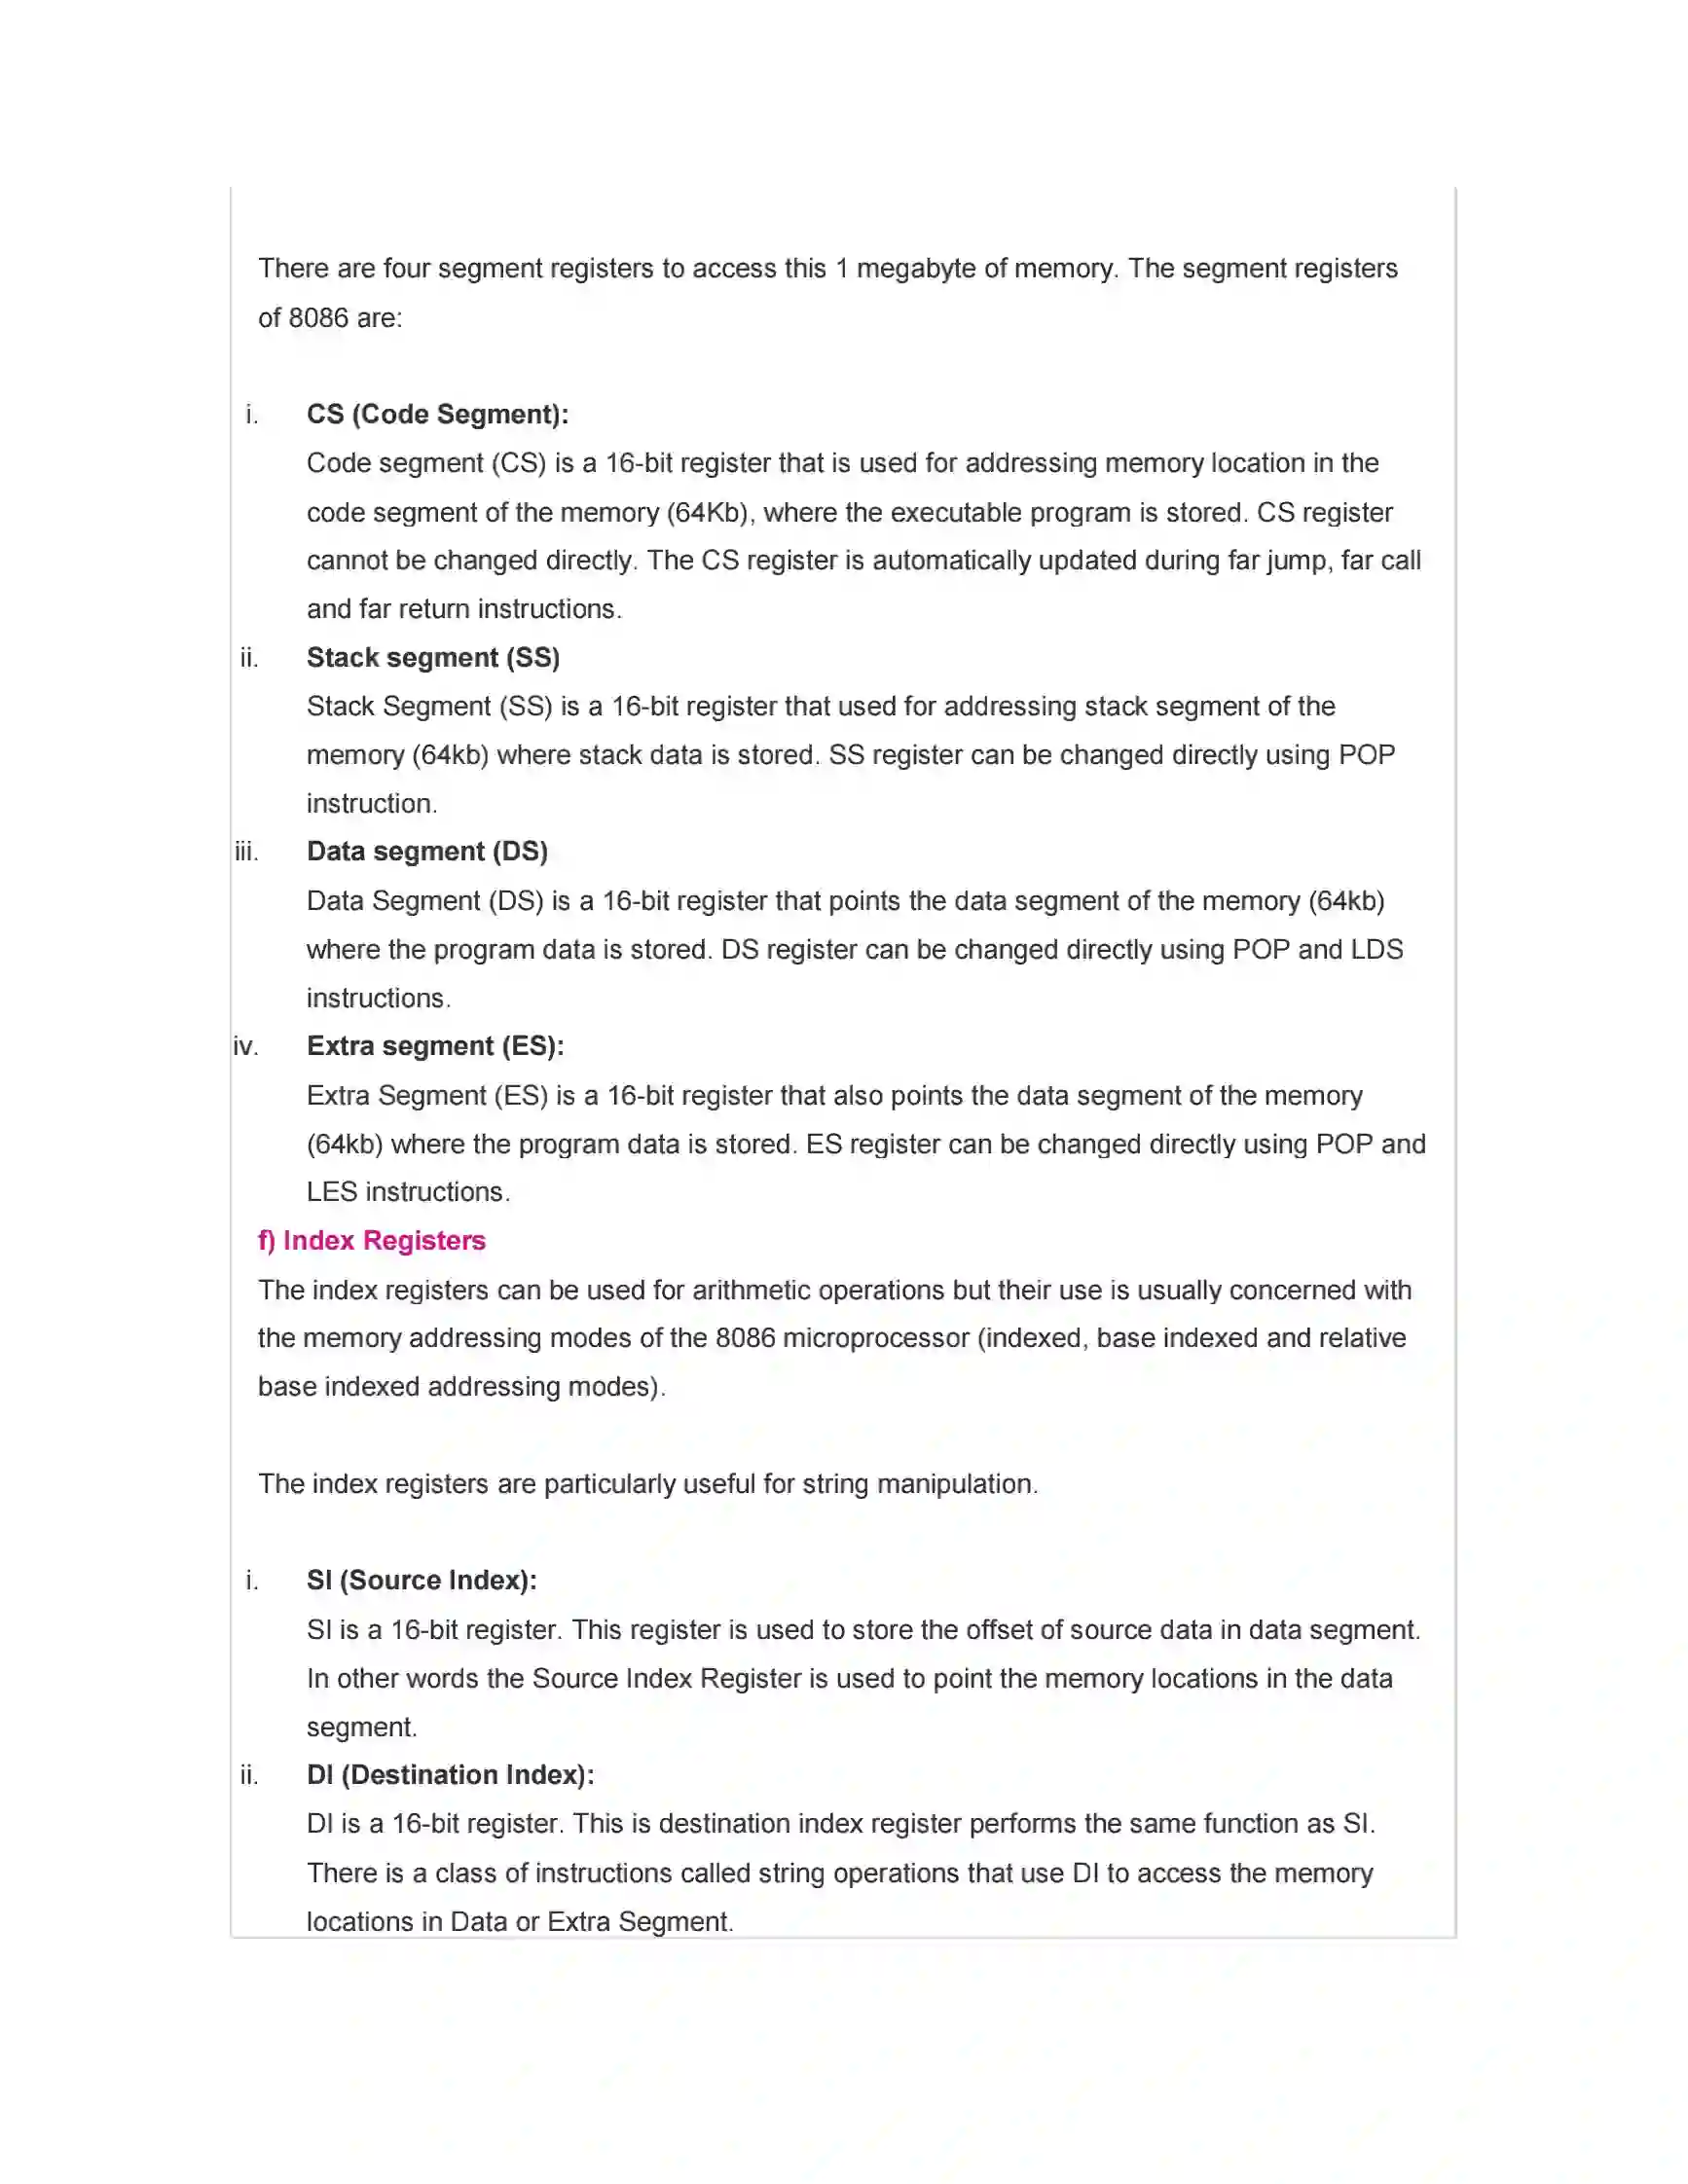 There are four segment registers to access this 1 megabyte of memory. The segment registers
of 8086 are:
i. CS (Code Segment):
Code segment (CS) is a 16-bit register that is used for addressing memory location in the
code segment of the memory (64Kb), where the executable program is stored. CS register
cannot be changed directly. The CS register is automatically updated during far jump, far call
and far return instructions.
ii. Stack segment (SS)
Stack Segment (SS) is a 16-bit register that used for addressing stack segment of the
memory (64kb) where stack data is stored. SS register can be changed directly using POP
instruction.
iii. Data segment (DS)
Data Segment (DS) is a 16-bit register that points the data segment of the memory (64kb)
where the program data is stored. DS register can be changed directly using POP and LDS
instructions.
iv. Extra segment (ES):
Extra Segment (ES) is a 16-bit register that also points the data segment of the memory
(64kb) where the program data is stored. ES register can be changed directly using POP and
LES instructions.
f) Index Registers
The index registers can be used for arithmetic operations but their use is usually concerned with
the memory addressing modes of the 8086 microprocessor (indexed, base indexed and relative
base indexed addressing modes).
The index registers are particularly useful for string manipulation.
i. SI (Source Index):
SI is a 16-bit register. This register is used to store the offset of source data in data segment.
In other words the Source Index Register is used to point the memory locations in the data
segment.
ii. DI (Destination Index):
DI is a 16-bit register. This is destination index register performs the same function as SI.
There is a class of instructions called string operations that use DI to access the memory
locations in Data or Extra Segment.